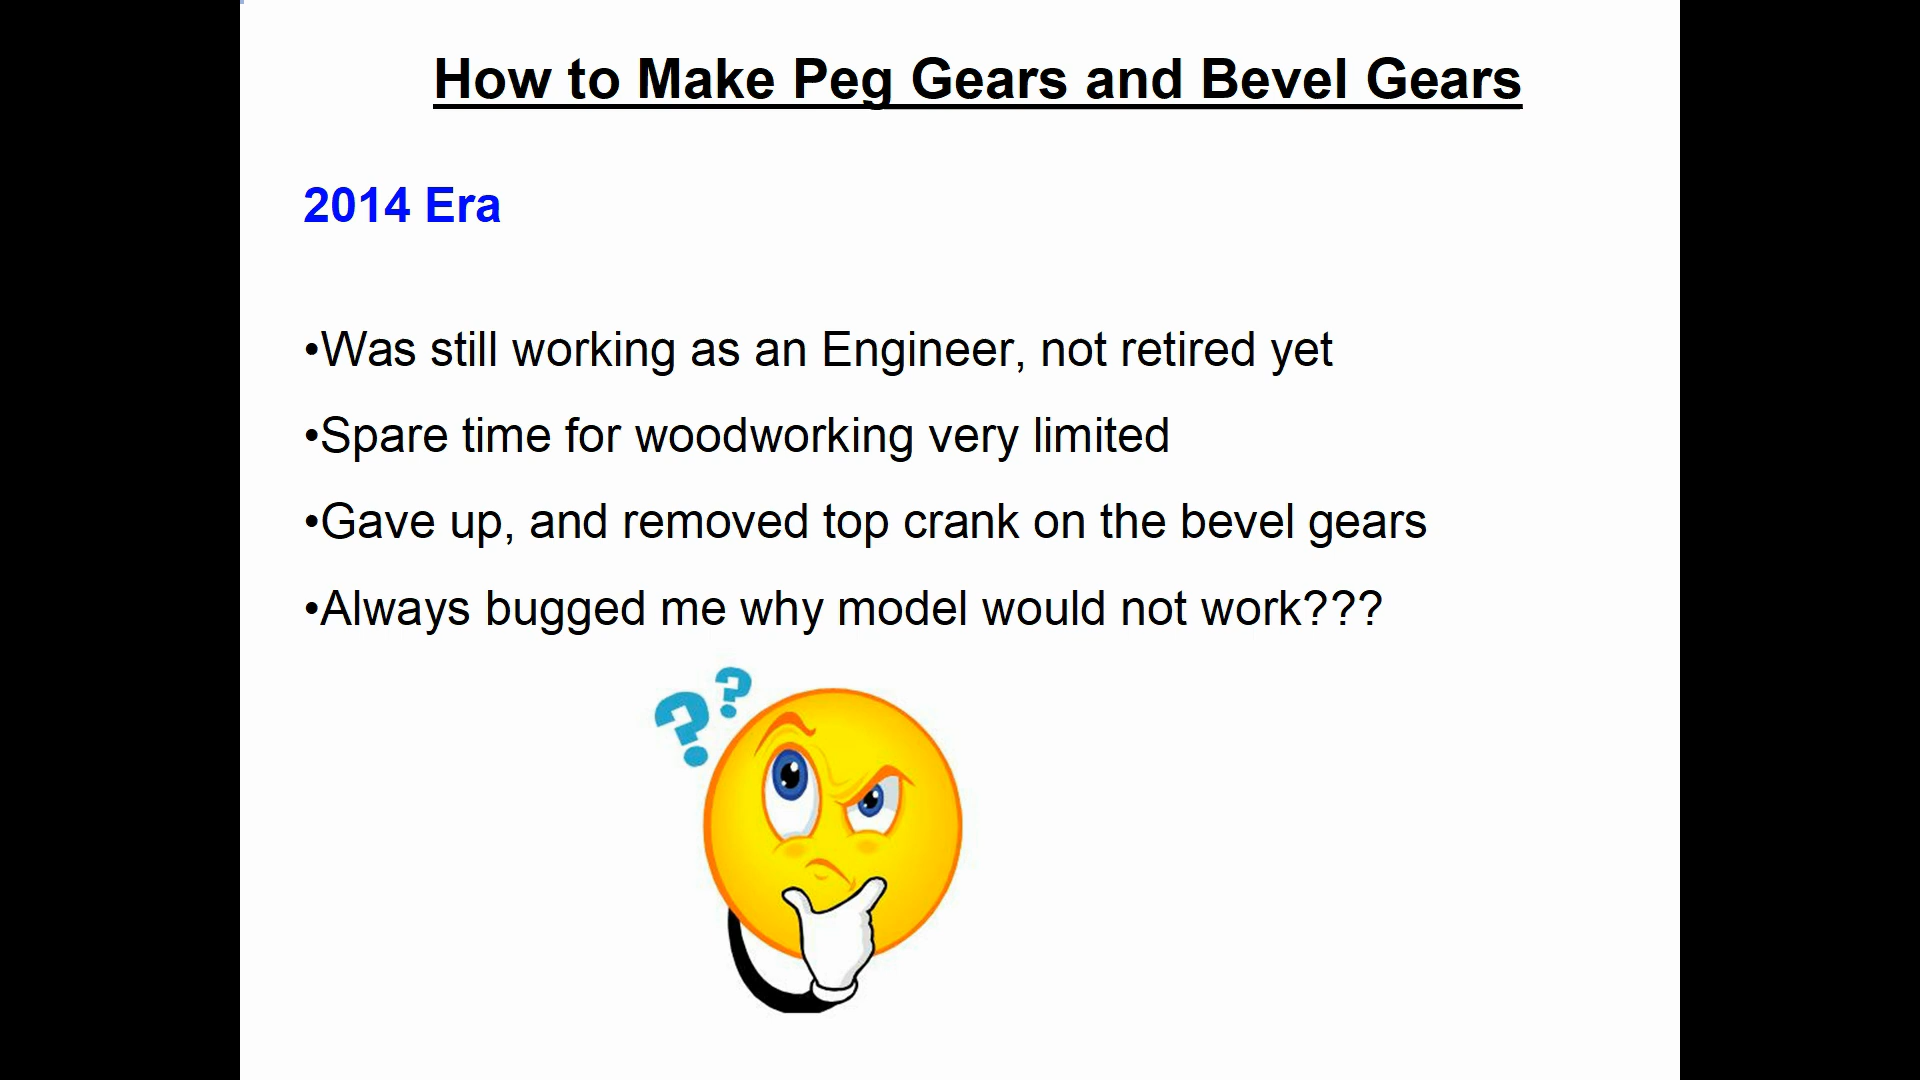 How to Make Peg Gears and Bevel Gears
2014 Era
•Was still working as an Engineer, not retired yet
•Spare time for woodworking very limited
•Gave up, and removed top crank on the bevel gears
•Always bugged me why model would not work???
??